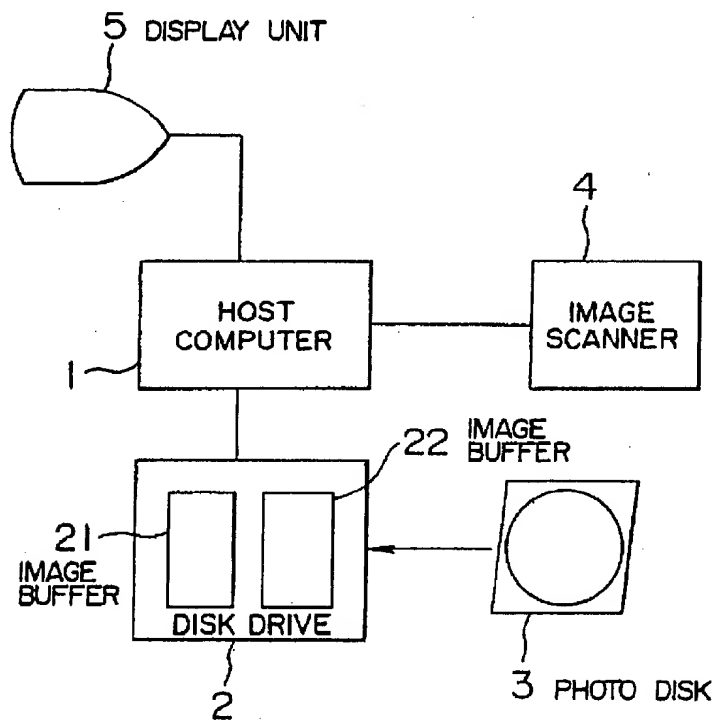 5 DISPLAY UNIT
4
HOST
COMPUTER
1
IMAGE
SCANNER
22 IMAGE
BUFFER
21
IMAGE
BUFFER
DISK DRIVE
2
3 PHOTO DISK